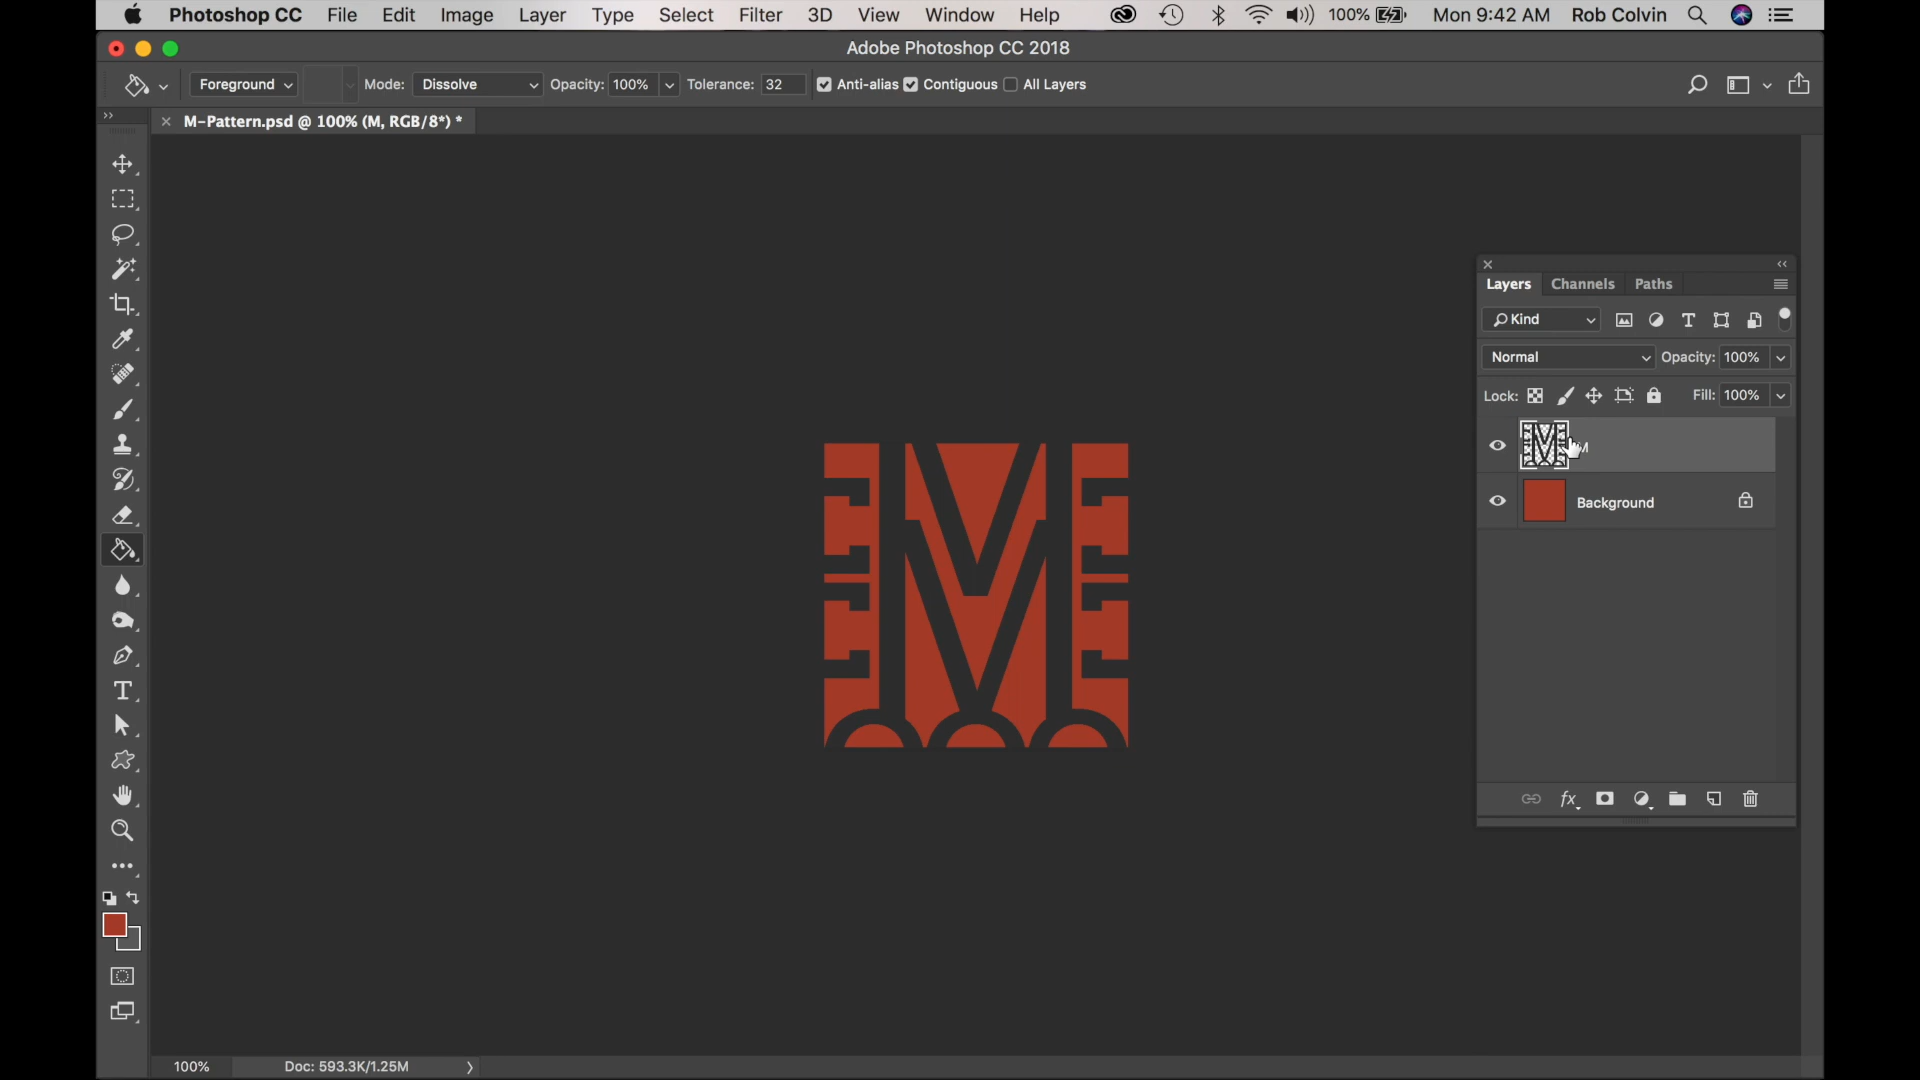 Photoshop CC File Edit Image Layer Type Select Filter 3D View Window Help 100% Mon 9:42 AM Rob Colvin
Adobe Photoshop CC 2018
Foreground Mode: Dissolve Opacity: 100% Tolerance: 32 Anti-alias Contiguous All Layers
M-Pattern.psd @ 100% (M, RGB/8*) *
Layers Channels Paths
Kind
Normal Opacity: 100%
Lock: Fill: 100%
M
Background
fx
M
100% Doc: 593.3K/1.25M